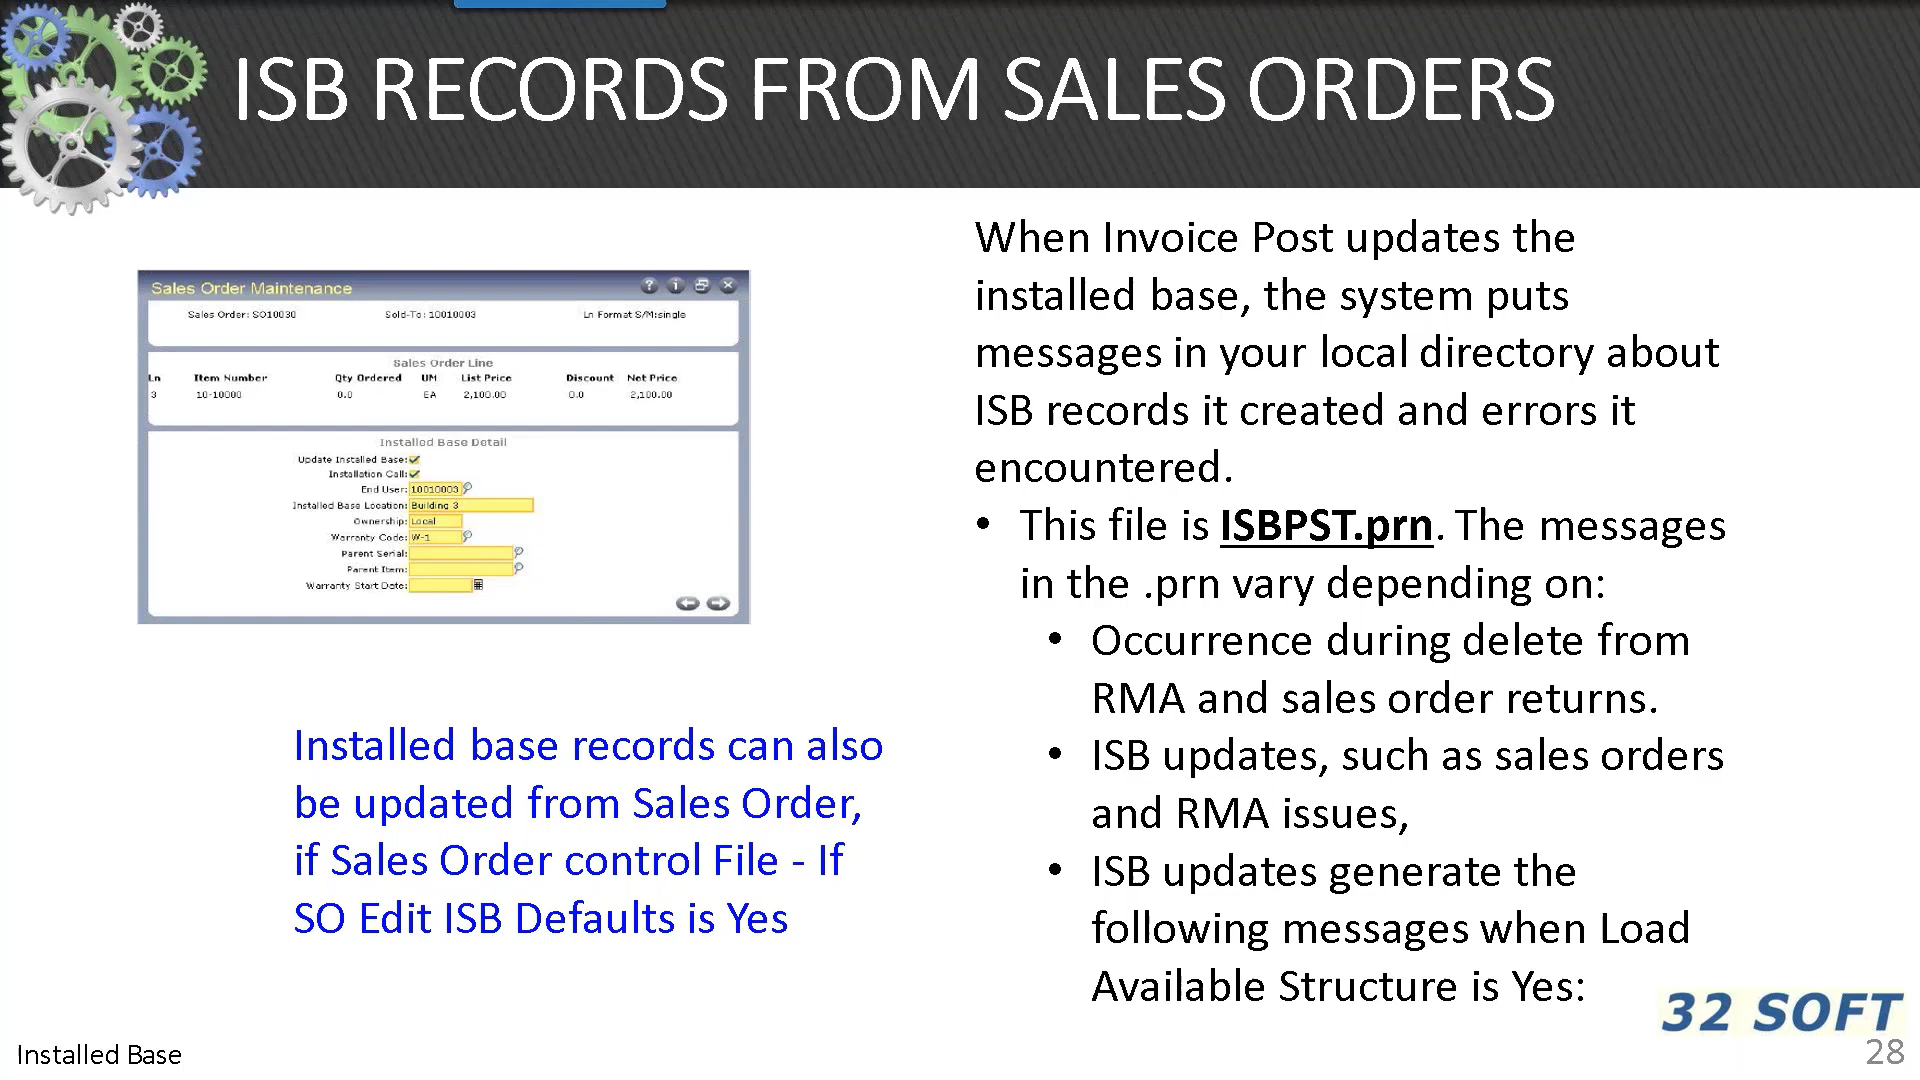 ISB RECORDS FROM SALES ORDERS
Sales Order Maintenance
Sales Order: SO10030 Sold-To: 10010003 Ln Format S/M:single
Sales Order Line
Ln Item Number Qty Ordered UM List Price Discount Net Price
3 10-10000 0.0 EA 2,100.00 0.0 2,100.00
Installed Base Detail
Update Installed Base:
Installation Call:
End User: 10010003
Installed Base Location: Building 3
Ownership: Local
Warranty Code: W-1
Parent Serial:
Parent Item:
Warranty Start Date:
Installed base records can also
be updated from Sales Order,
if Sales Order control File - If
SO Edit ISB Defaults is Yes
When Invoice Post updates the
installed base, the system puts
messages in your local directory about
ISB records it created and errors it
encountered.
• This file is ISBPST.prn. The messages
in the .prn vary depending on:
• Occurrence during delete from
RMA and sales order returns.
• ISB updates, such as sales orders
and RMA issues,
• ISB updates generate the
following messages when Load
Available Structure is Yes:
32 SOFT
Installed Base
28